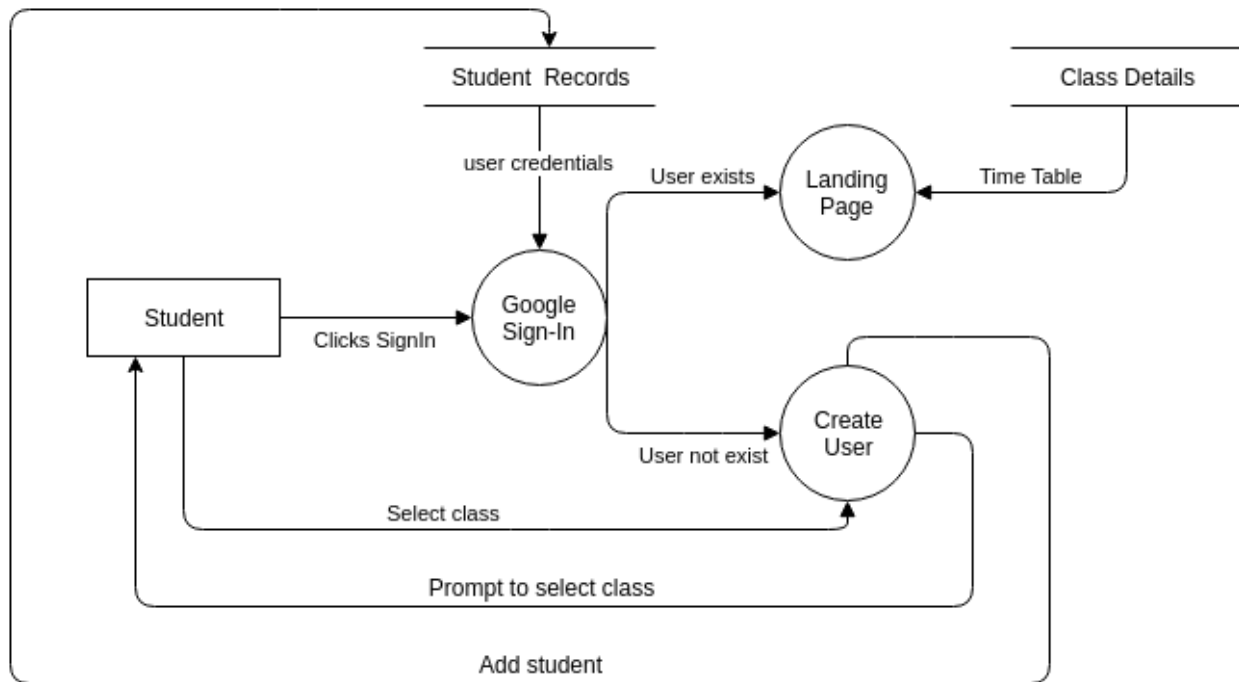 Student  Records
Class Details
user credentials
User exists
Landing
Page
Time Table
Google
Sign-In
Student
Clicks SignIn
Create
User
User not exist
Select class
Prompt to select class
Add student